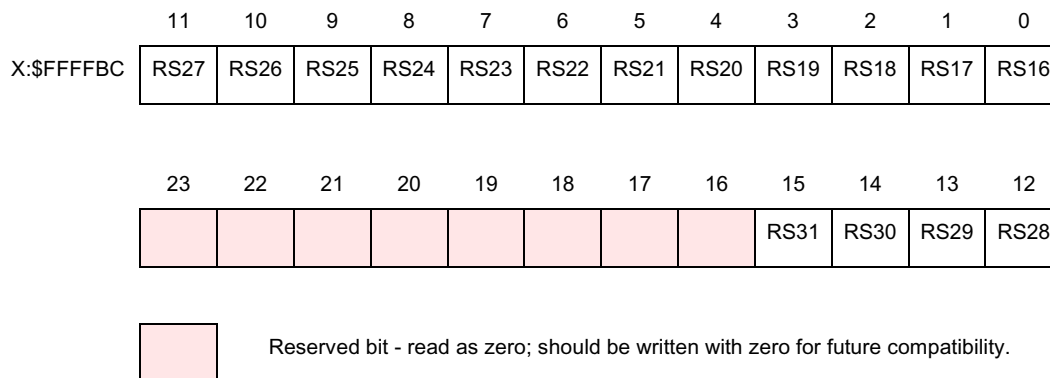 11 10 9 8 7 6 5 4 3 2 1 0
X:$FFFFBC RS27 RS26 RS25 RS24 RS23 RS22 RS21 RS20 RS19 RS18 RS17 RS16
23 22 21 20 19 18 17 16 15 14 13 12
RS31 RS30 RS29 RS28
Reserved bit - read as zero; should be written with zero for future compatibility.